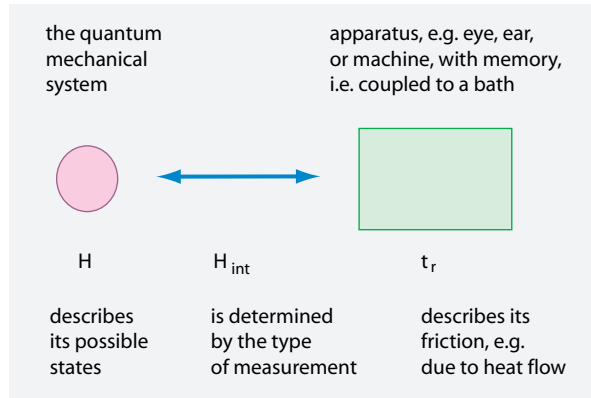 the quantum
mechanical
system
apparatus, e.g. eye, ear,
or machine, with memory,
i.e. coupled to a bath
H
H int
t r
describes
its possible
states
is determined
by the type
of measurement
describes its
friction, e.g.
due to heat flow